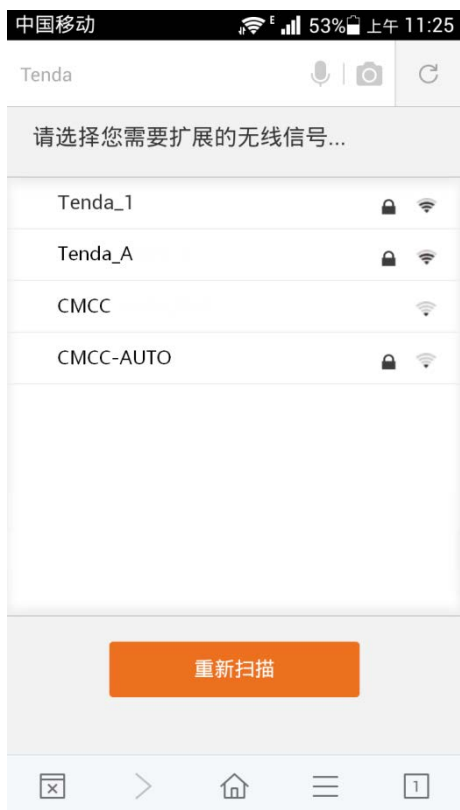 中国移动 E 53% 上午 11:25
Tenda
请选择您需要扩展的无线信号...
Tenda_1
Tenda_A
CMCC
CMCC-AUTO
重新扫描
1